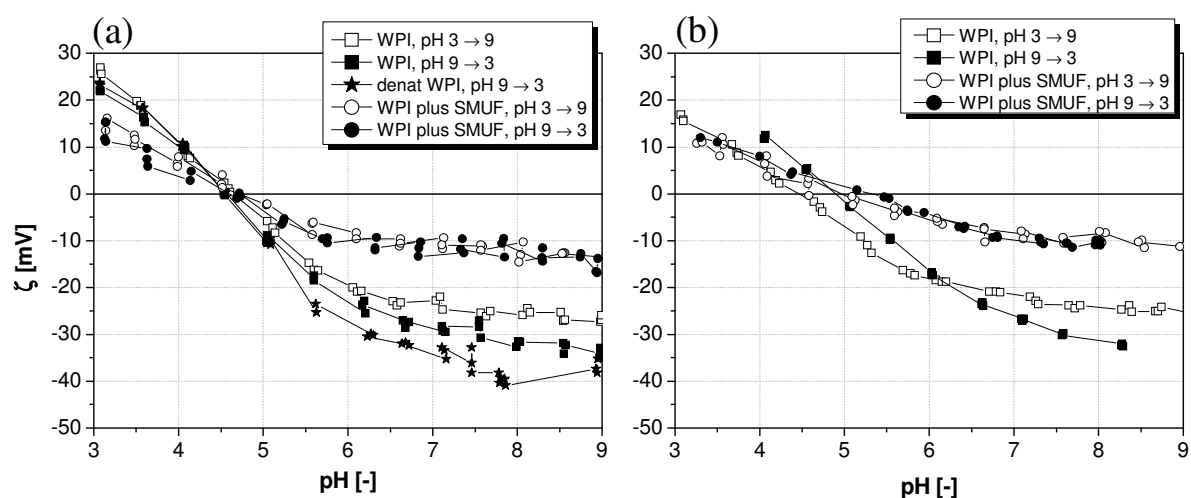 (a)
WPI, pH 3 → 9
WPI, pH 9 → 3
denat WPI, pH 9 → 3
WPI plus SMUF, pH 3 → 9
WPI plus SMUF, pH 9 → 3
30
20
10
0
-10
-20
-30
-40
-50
ζ [mV]
3 4 5 6 7 8 9
pH [-]
(b)
WPI, pH 3 → 9
WPI, pH 9 → 3
WPI plus SMUF, pH 3 → 9
WPI plus SMUF, pH 9 → 3
30
20
10
0
-10
-20
-30
-40
-50
3 4 5 6 7 8 9
pH [-]